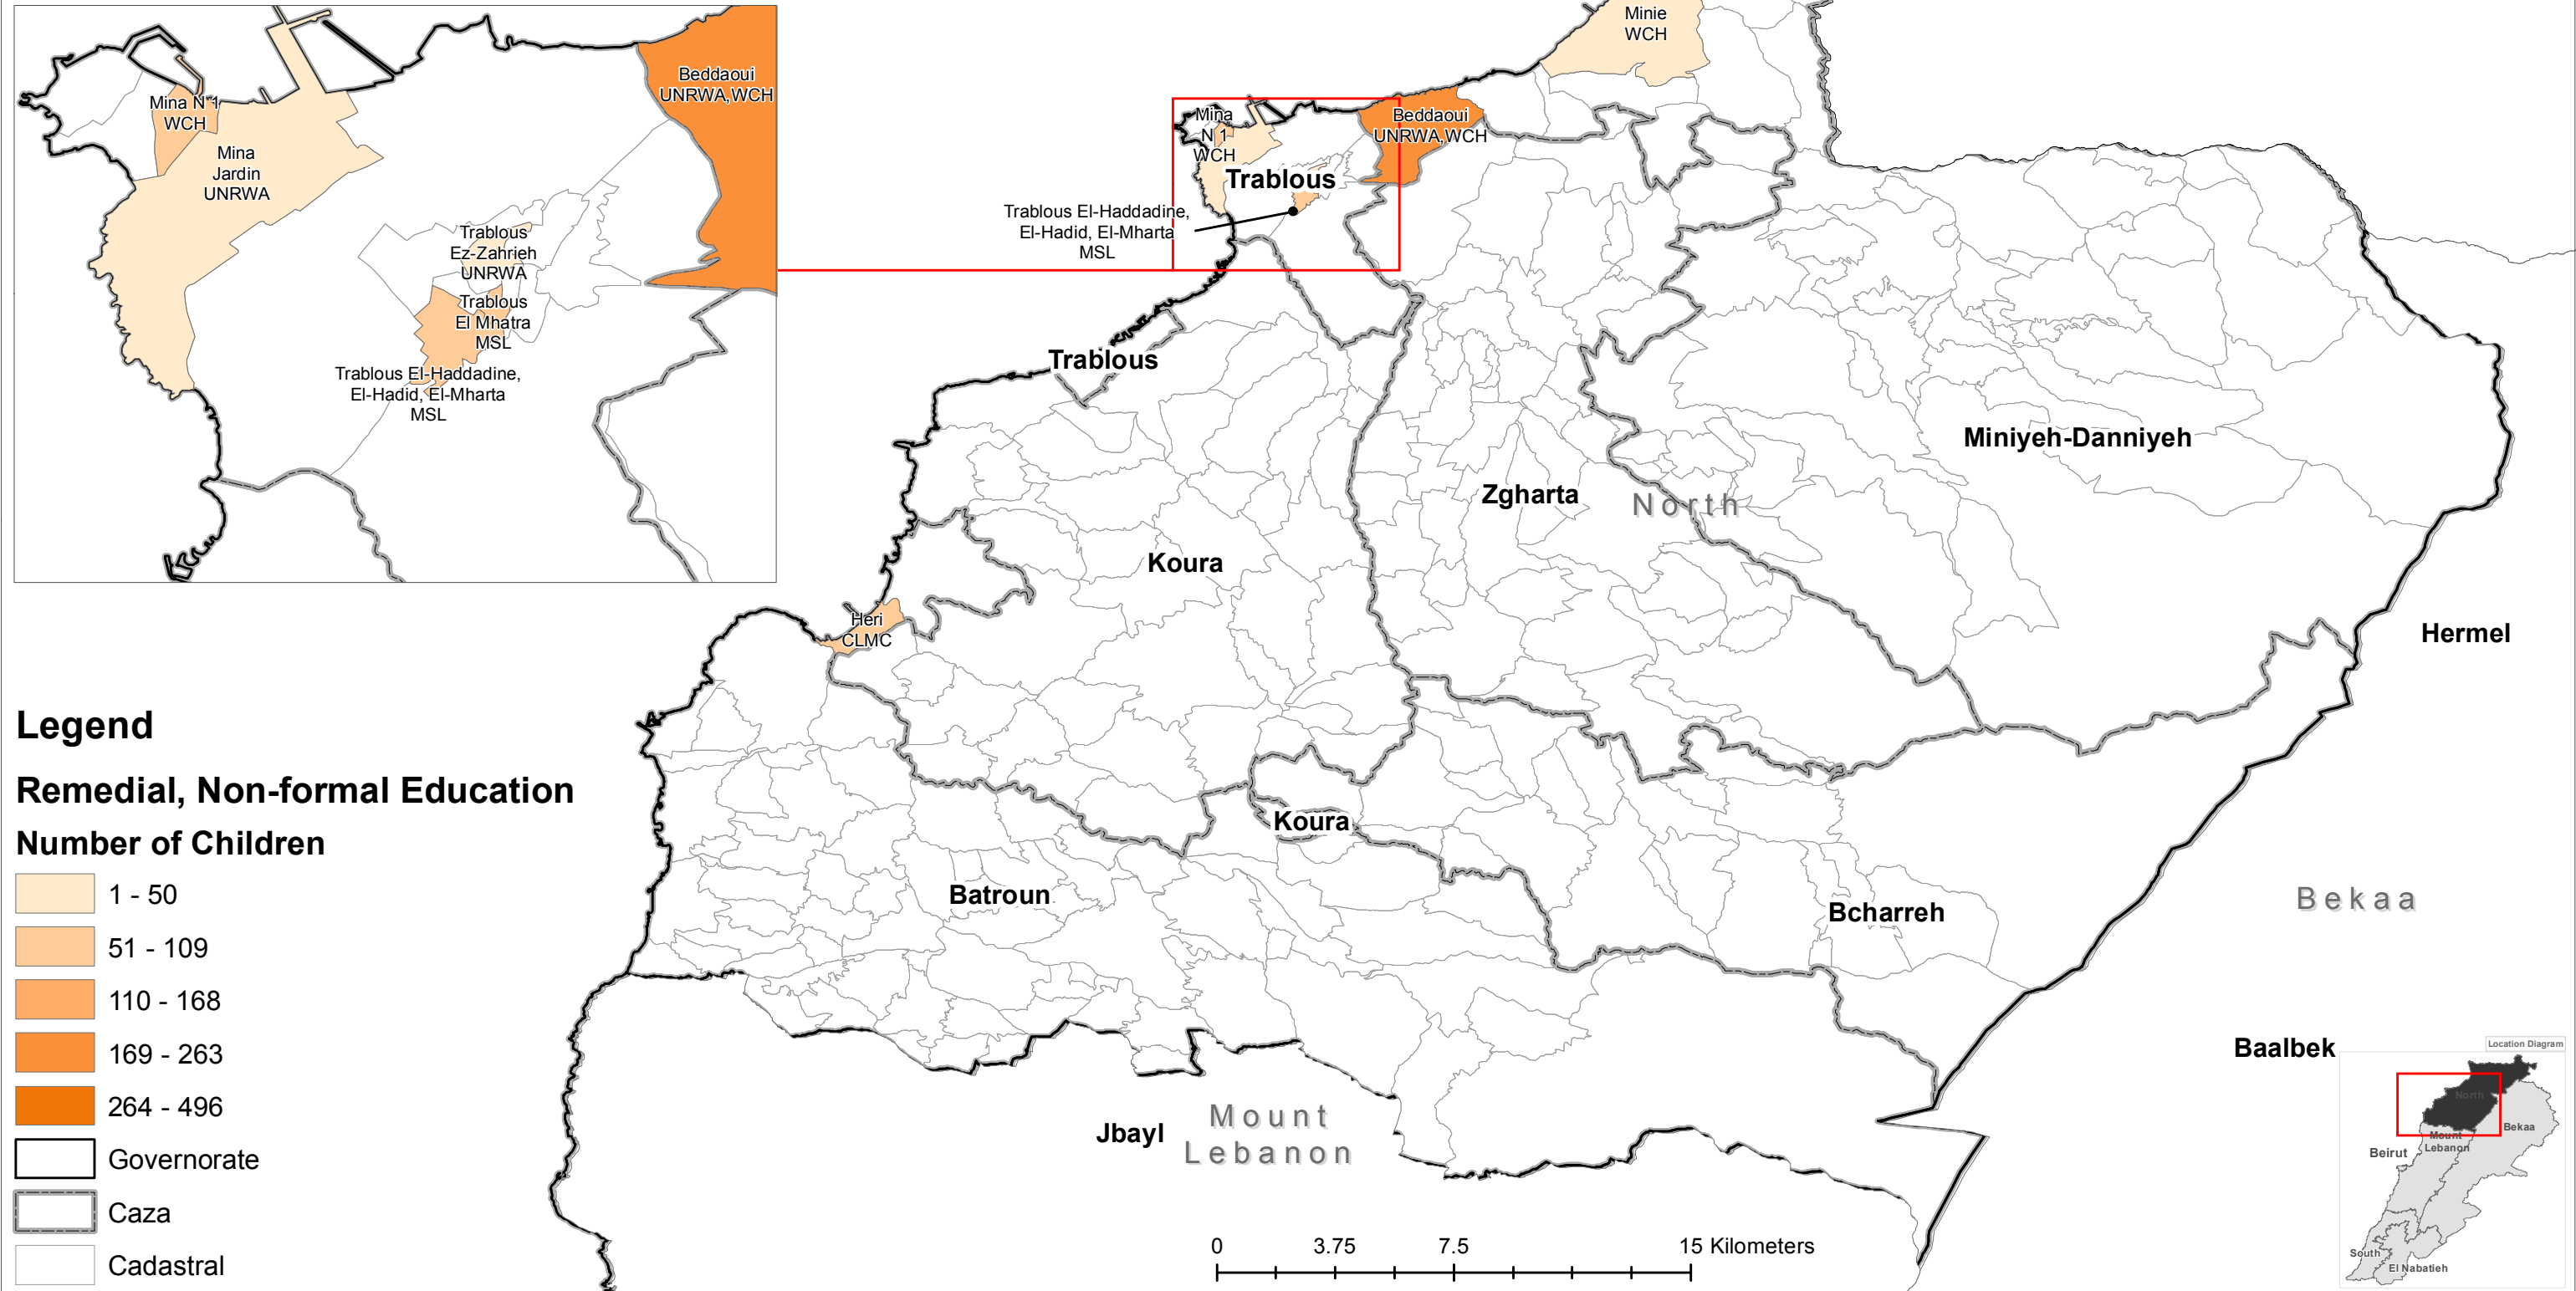 Beddaoui
UNRWA,WCH
Mina N 1
WCH
Mina
Jardin
UNRWA
Trablous
Ez-Zahrieh
UNRWA
Trablous
El Mhatra
MSL
Trablous El-Haddadine,
El-Hadid, El-Mharta
MSL
Minie
WCH
Mina
N 1
WCH
Beddaoui
UNRWA,WCH
Trablous
Trablous El-Haddadine,
El-Hadid, El-Mharta
MSL
Trablous
Miniyeh-Danniyeh
Zgharta
North
Koura
Heri
CLMC
Hermel
Koura
Batroun
Bcharreh
Bekaa
Baalbek
Jbayl
Mount
Lebanon
Legend
Remedial, Non-formal Education
Number of Children
1 - 50
51 - 109
110 - 168
169 - 263
264 - 496
Governorate
Caza
Cadastral
0 3.75 7.5 15 Kilometers
Location Diagram
North
Bekaa
Mount
Lebanon
Beirut
South
El Nabatieh